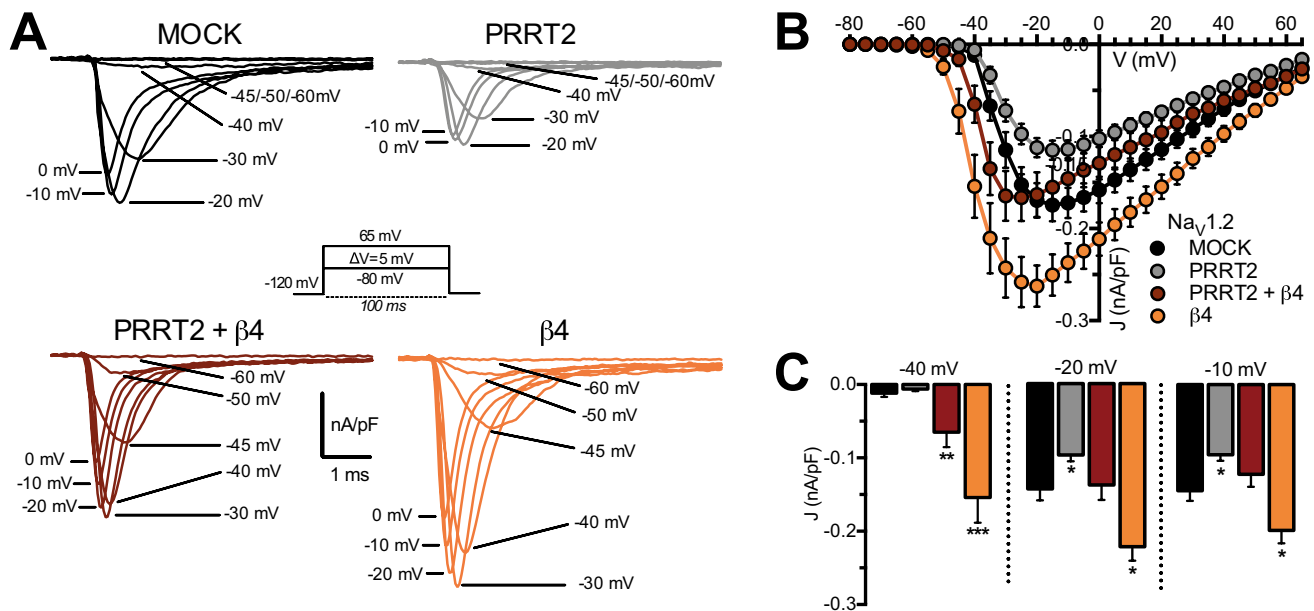 A
MOCK
-45/-50/-60mV
-40 mV
-30 mV
0 mV
-10 mV
-20 mV
PRRT2
-45/-50/-60mV
-40 mV
-30 mV
-10 mV
0 mV
-20 mV
65 mV
ΔV=5 mV
-120 mV
-80 mV
100 ms
PRRT2 + β4
-60 mV
-50 mV
-45 mV
0 mV
-40 mV
-10 mV
-20 mV
-30 mV
nA/pF
1 ms
β4
-60 mV
-50 mV
-45 mV
0 mV
-40 mV
-10 mV
-20 mV
-30 mV
B
-80 -60 -40 -20 0 20 40 60
0.0
V (mV)
-0.1
-0.15
-0.2
-0.3
J (nA/pF)
NaV1.2
MOCK
PRRT2
PRRT2 + β4
β4
C
-40 mV -20 mV -10 mV
0.0
-0.1
-0.2
-0.3
J (nA/pF)
**
***
*
*
*
*